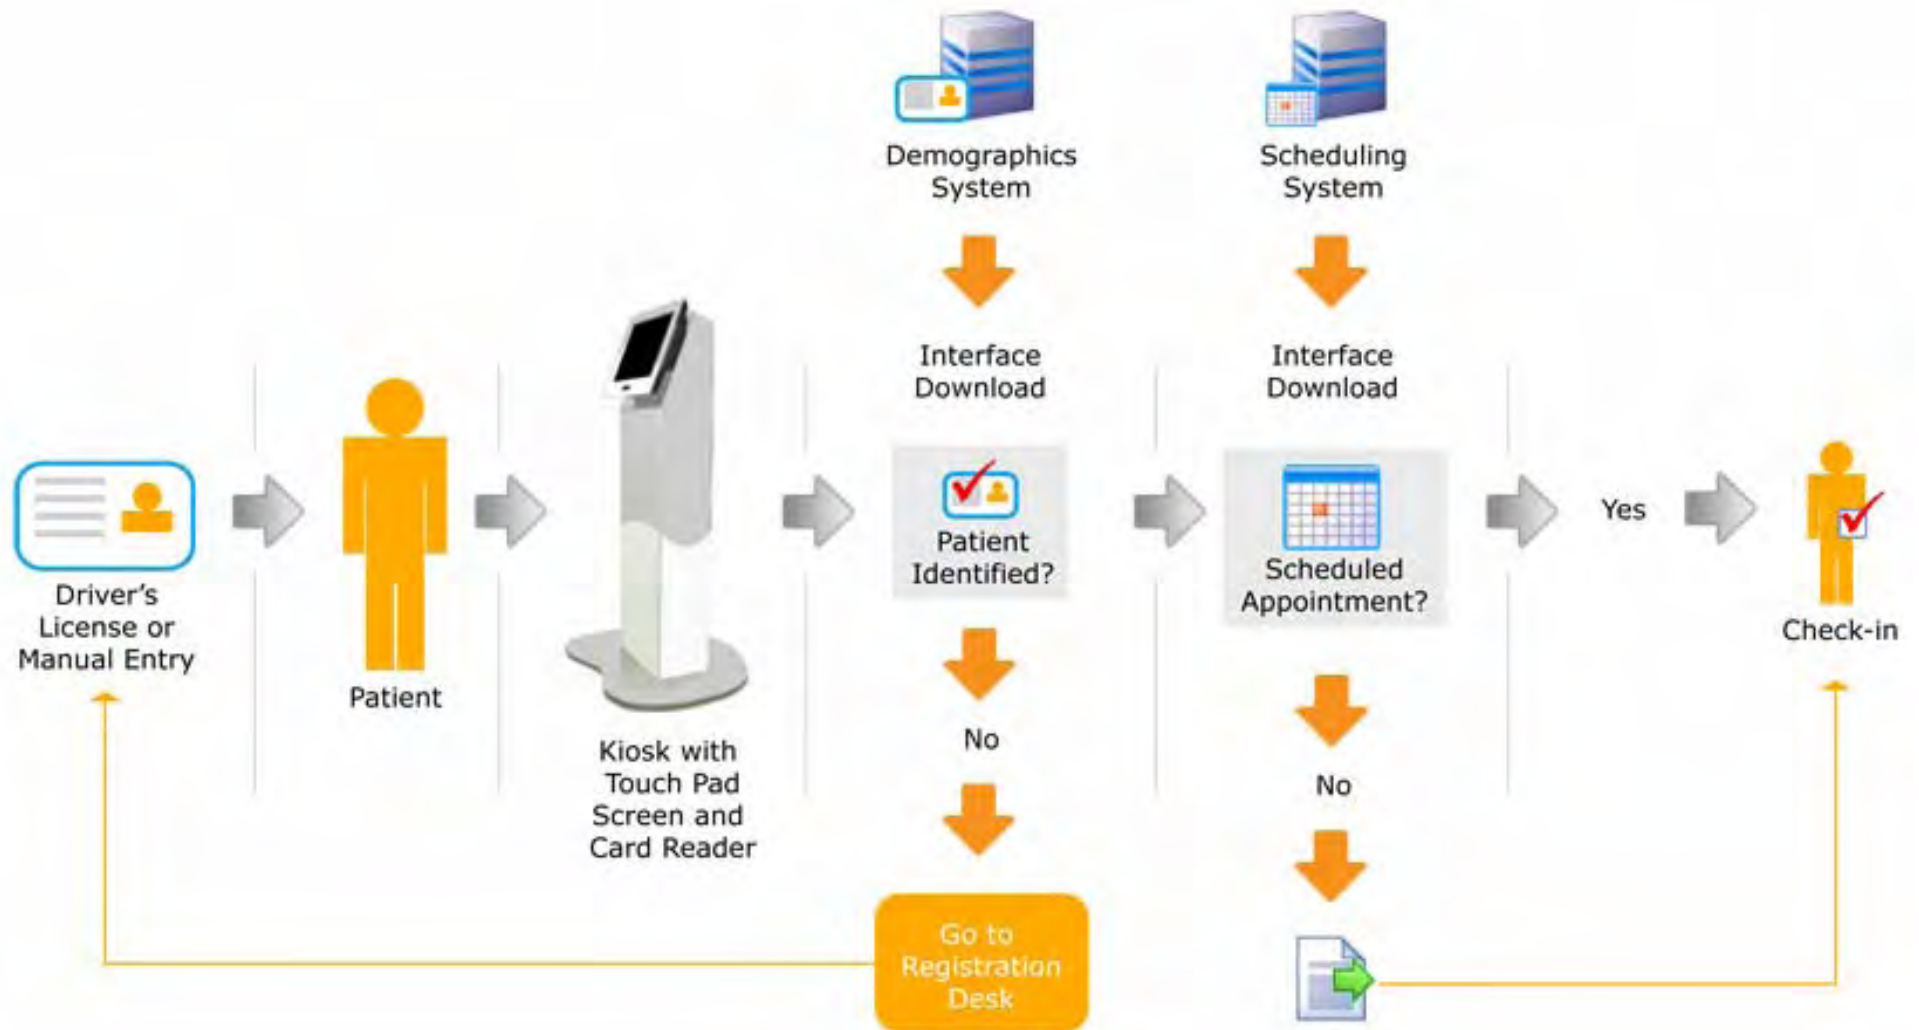 Demographics
System
Scheduling
System
Interface
Download
Interface
Download
Driver's
License or
Manual Entry
Patient
Kiosk with
Touch Pad
Screen and
Card Reader
Patient
Identified?
Scheduled
Appointment?
Yes
Check-in
No
No
Go to
Registration
Desk